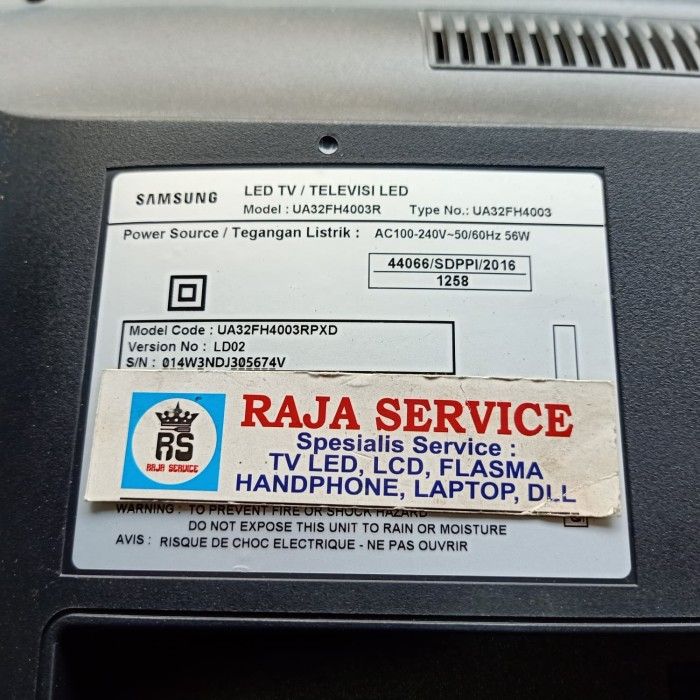 SAMSUNG
LED TV / TELEVISI LED
Model : UA32FH4003R Type No.: UA32FH4003
Power Source / Tegangan Listrik : AC100-240V~50/60Hz 56W
44066/SDPPI/2016
1258
Model Code : UA32FH4003RPXD
Version No : LD02
S/N : 014W3NDJ305674V
RS
RAJA SERVICE
RAJA SERVICE
Spesialis Service :
TV LED, LCD, FLASMA
HANDPHONE, LAPTOP, DLL
WARNING : TO PREVENT FIRE OR SHOCK HAZARD
DO NOT EXPOSE THIS UNIT TO RAIN OR MOISTURE
AVIS : RISQUE DE CHOC ELECTRIQUE - NE PAS OUVRIR